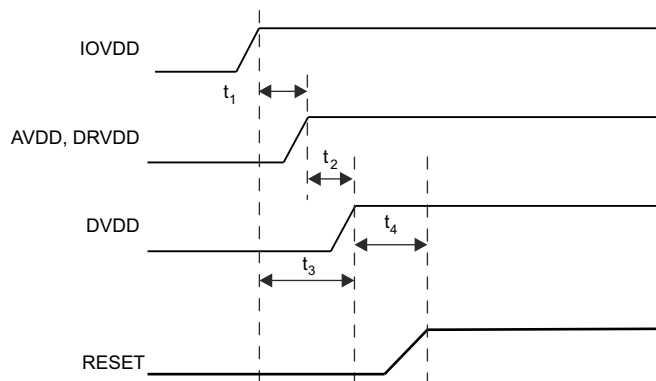 IOVDD
t1
AVDD, DRVDD
t2
DVDD
t4
t3
RESET